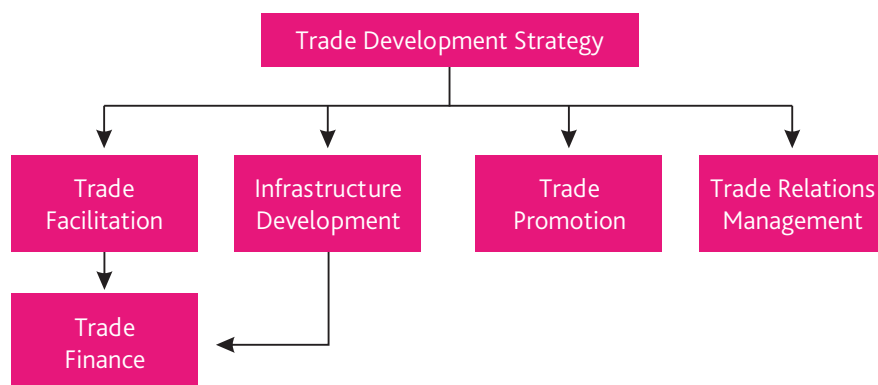 Trade Development Strategy
Trade
Facilitation
Infrastructure
Development
Trade
Promotion
Trade Relations
Management
Trade
Finance